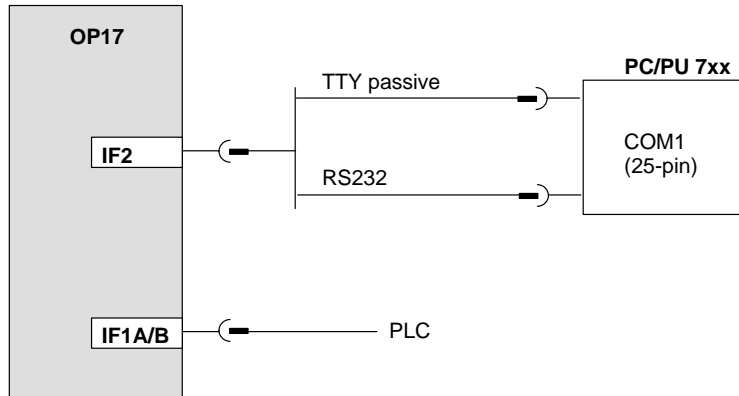 OP17
PC/PU 7xx
TTY passive
COM1
(25-pin)
IF2
RS232
IF1A/B
PLC